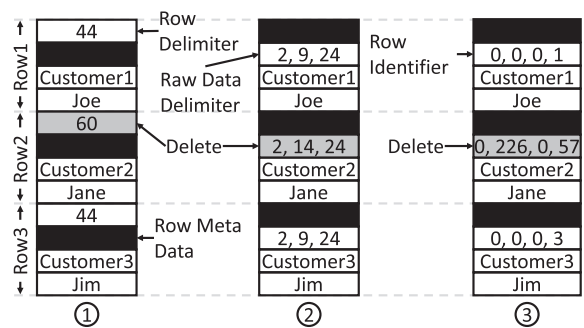 Row1
Row2
Row3
44
Customer1
Joe
60
Customer2
Jane
44
Customer3
Jim
①
Row
Delimiter
Raw Data
Delimiter
Delete
Row Meta
Data
2, 9, 24
Customer1
Joe
2, 14, 24
Customer2
Jane
2, 9, 24
Customer3
Jim
②
Row
Identifier
Delete
0, 0, 0, 1
Customer1
Joe
0, 226, 0, 57
Customer2
Jane
0, 0, 0, 3
Customer3
Jim
③